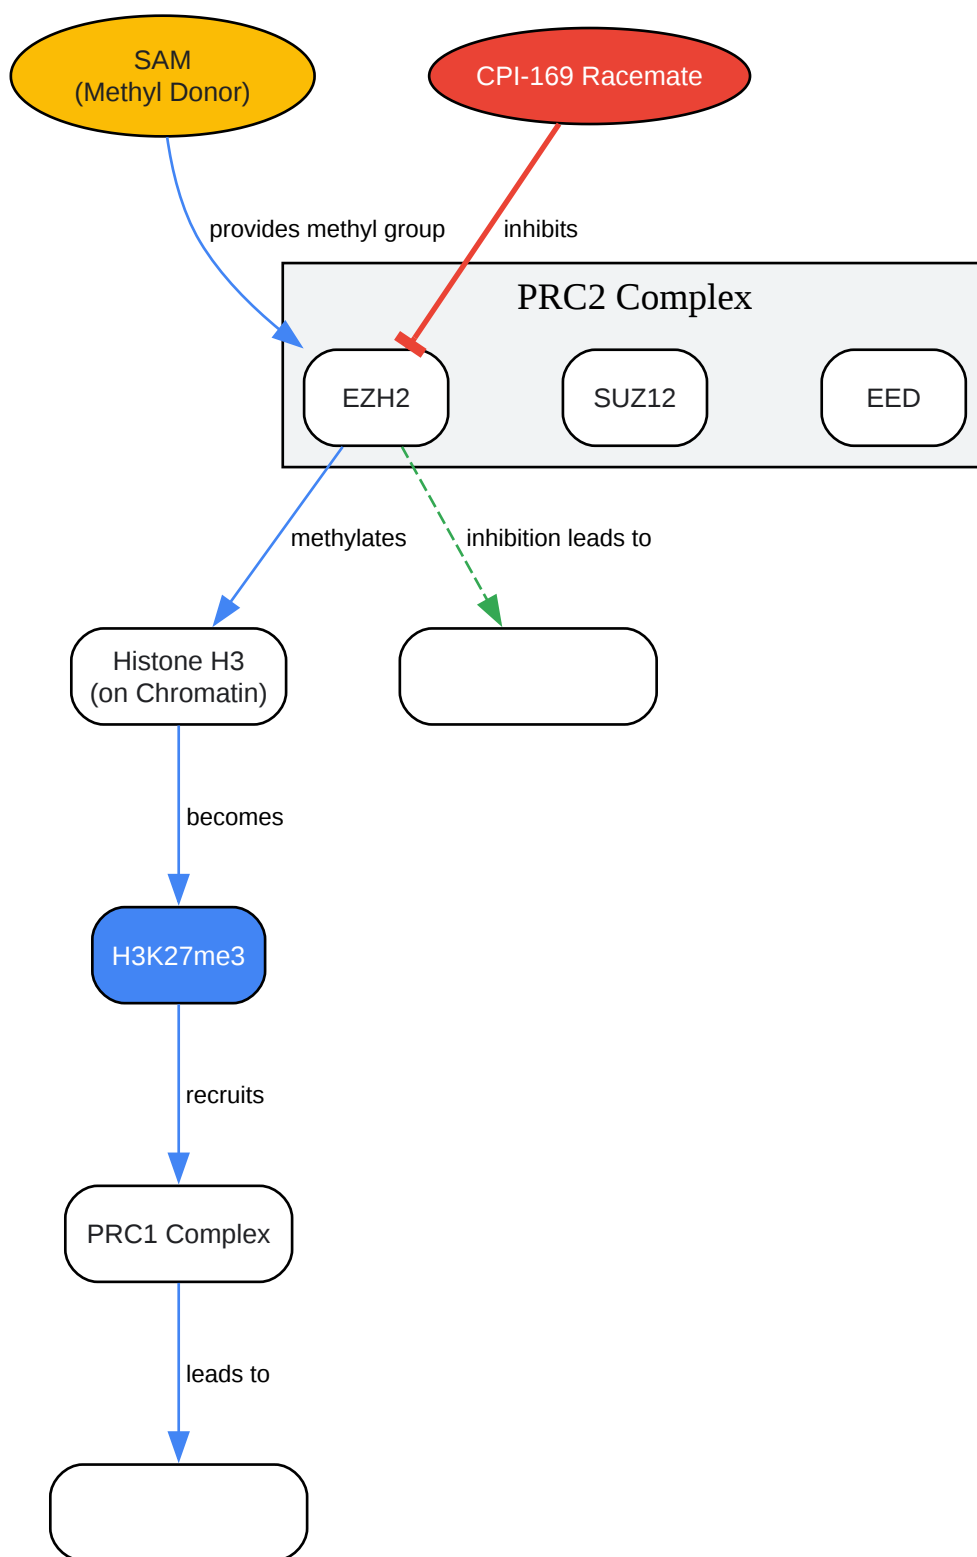 SAM
(Methyl Donor)
CPI-169 Racemate
provides methyl group
inhibits
PRC2 Complex
EZH2
SUZ12
EED
methylates
inhibition leads to
Histone H3
(on Chromatin)
becomes
H3K27me3
recruits
PRC1 Complex
leads to